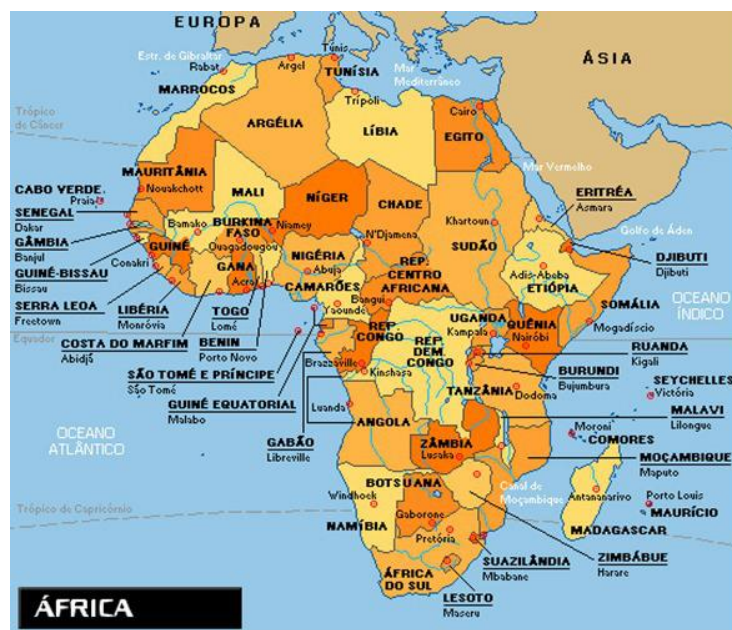 EUROPA
ÁSIA
Estr. de Gibraltar
Rabat
MARROCOS
Argel
Túnis
TUNÍSIA
Mar
Mediterrâneo
Trípoli
Trópico
de Câncer
ARGÉLIA
LÍBIA
Cairo
EGITO
Mar Vermelho
MAURITÂNIA
Nouakchott
MALI
NÍGER
CHADE
SUDÃO
Khartoun
ERITRÉA
Asmara
Golfo de Áden
CABO VERDE
Praia
SENEGAL
Dakar
GÂMBIA
Banjul
GUINÉ-BISSAU
Bissau
Bamako
BURKINA
FASO
Ouagadougou
Niamey
N'Djamena
GUINÉ
Conakri
SERRA LEOA
Freetown
LIBÉRIA
Monróvia
COSTA DO MARFIM
Abidjã
GANA
Acra
TOGO
Lomé
BENIN
Porto Novo
NIGÉRIA
Abuja
CAMARÕES
Yaoundé
REP.
CENTRO
AFRICANA
Bangui
DJIBUTI
Djibuti
Adis-Abeba
ETIÓPIA
SOMÁLIA
Mogadíscio
OCEANO
ÍNDICO
Equador
SÃO TOMÉ E PRÍNCIPE
São Tomé
GUINÉ EQUATORIAL
Malabo
GABÃO
Libreville
REP.
CONGO
Brazzaville
REP.
DEM.
CONGO
Kinshasa
UGANDA
Kampala
QUÊNIA
Nairóbi
RUANDA
Kigali
BURUNDI
Bujumbura
TANZÂNIA
Dodoma
SEYCHELLES
Victória
MALAVI
Lilongue
Luanda
ANGOLA
OCEANO
ATLÂNTICO
ZÂMBIA
Lusaka
Moroni
COMORES
MOÇAMBIQUE
Maputo
Canal de
Moçambique
Antananarivo
MADAGASCAR
Porto Louis
MAURÍCIO
Trópico de Capricórnio
BOTSUANA
Gaborone
Windhoek
NAMÍBIA
Pretória
ZIMBÁBUE
Harare
SUAZILÂNDIA
Mbabane
LESOTO
Maseru
ÁFRICA
DO SUL
ÁFRICA